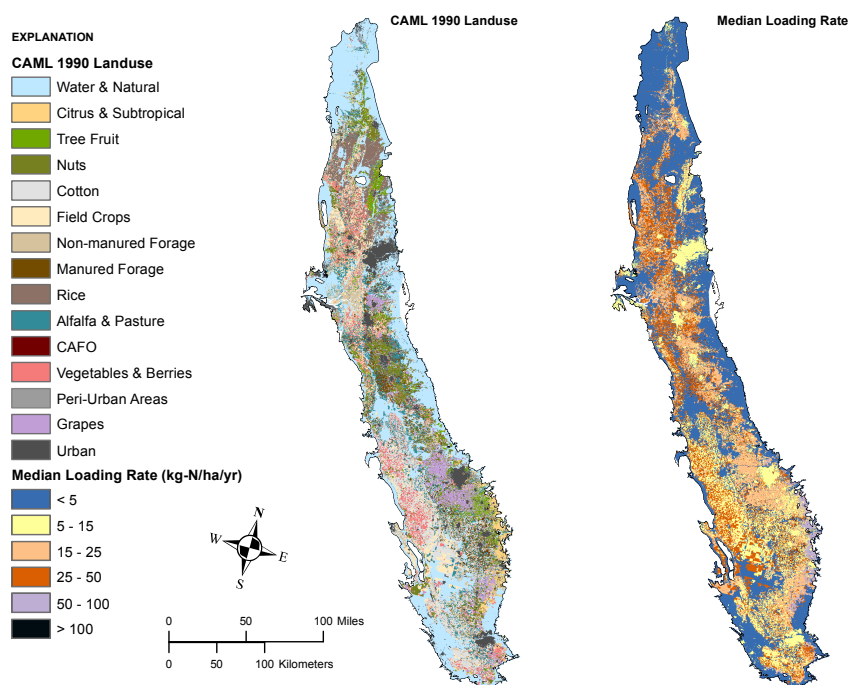 CAML 1990 Landuse
Median Loading Rate
EXPLANATION
CAML 1990 Landuse
Water & Natural
Citrus & Subtropical
Tree Fruit
Nuts
Cotton
Field Crops
Non-manured Forage
Manured Forage
Rice
Alfalfa & Pasture
CAFO
Vegetables & Berries
Peri-Urban Areas
Grapes
Urban
Median Loading Rate (kg-N/ha/yr)
< 5
5 - 15
15 - 25
25 - 50
50 - 100
> 100
N
W
E
S
0 50 100 Miles
0 50 100 Kilometers